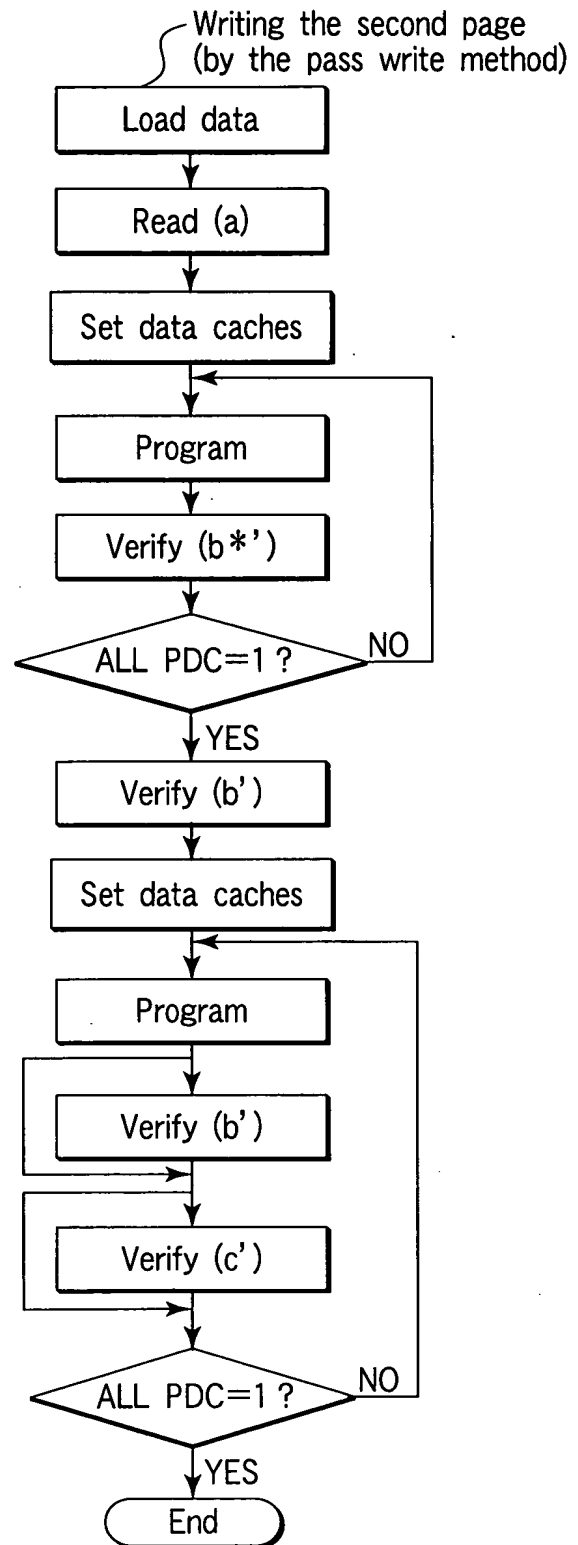 Writing the second page
(by the pass write method)
Load data
Read (a)
Set data caches
Program
Verify (b*')
ALL PDC=1 ?
NO
YES
Verify (b')
Set data caches
Program
Verify (b')
Verify (c')
ALL PDC=1 ?
NO
YES
End